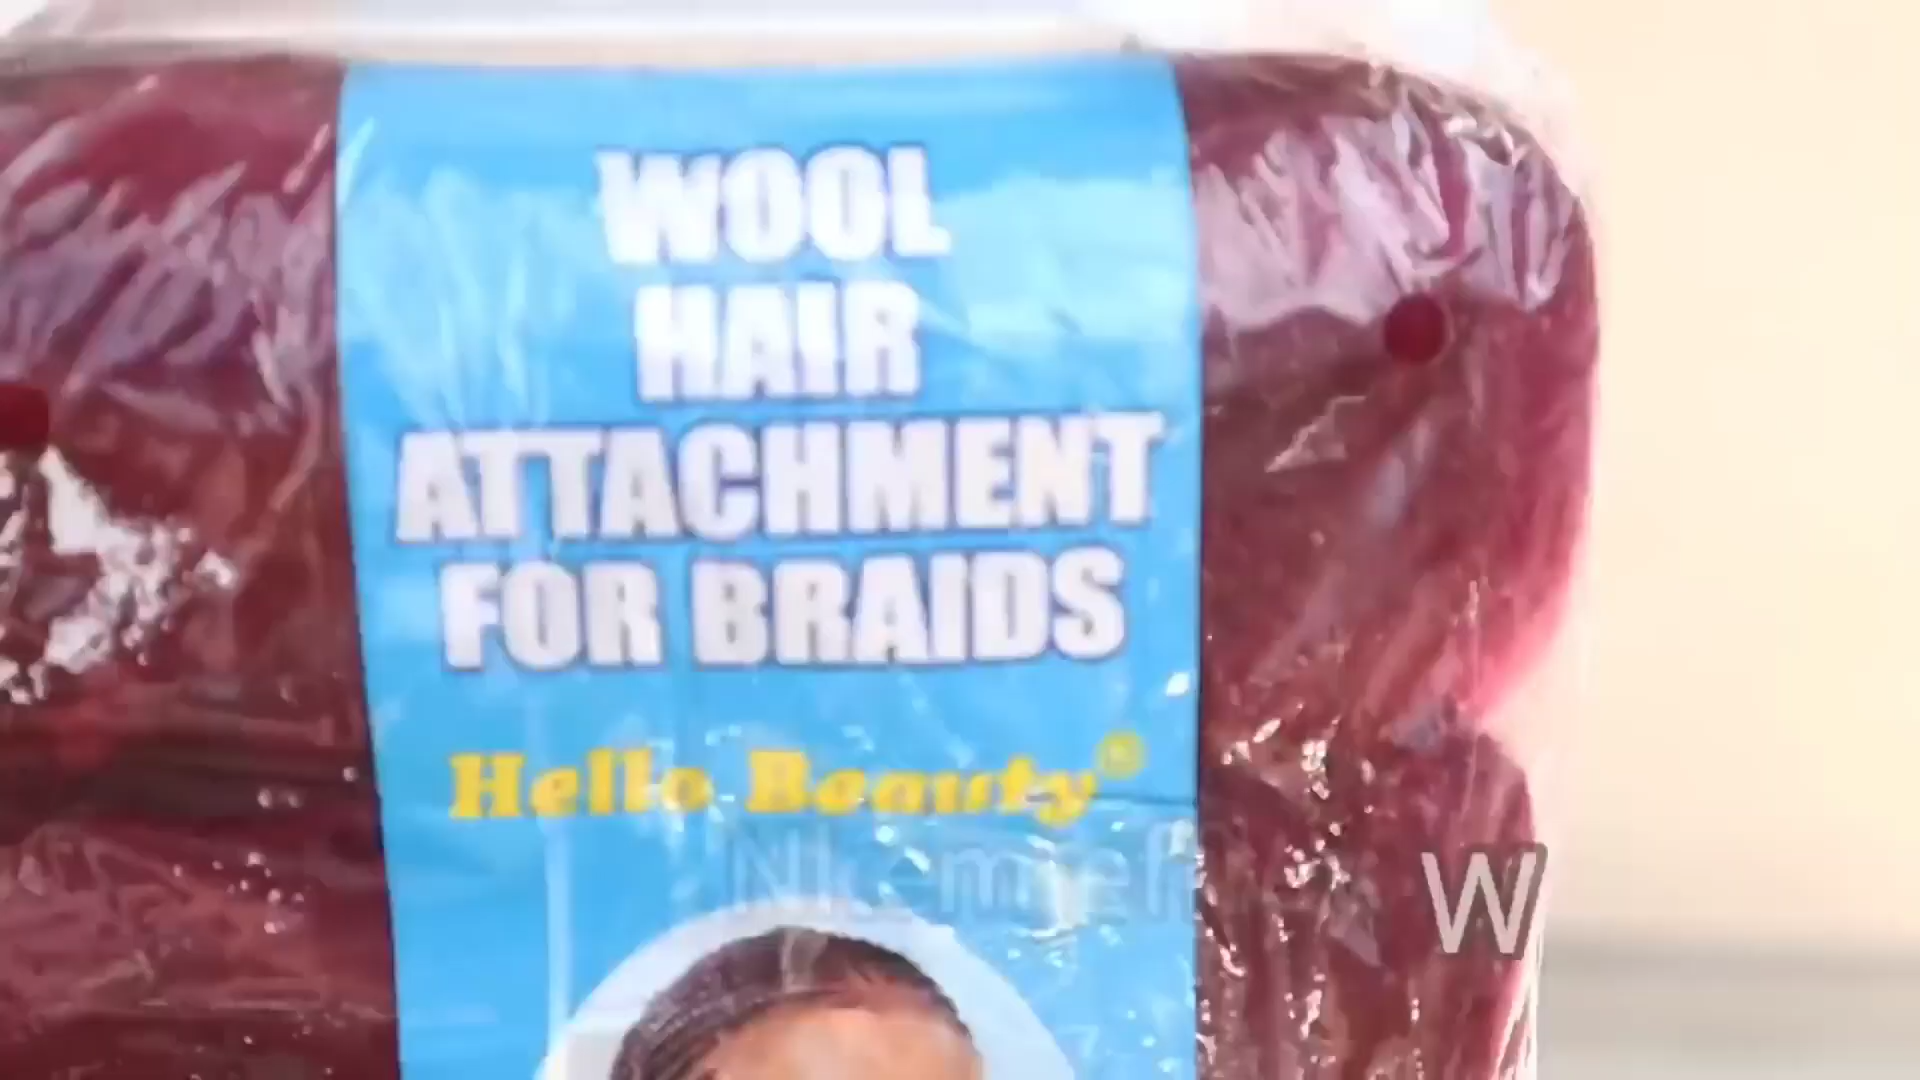 WOOL
HAIR
ATTACHMENT
FOR BRAIDS
Hello Beauty®
W